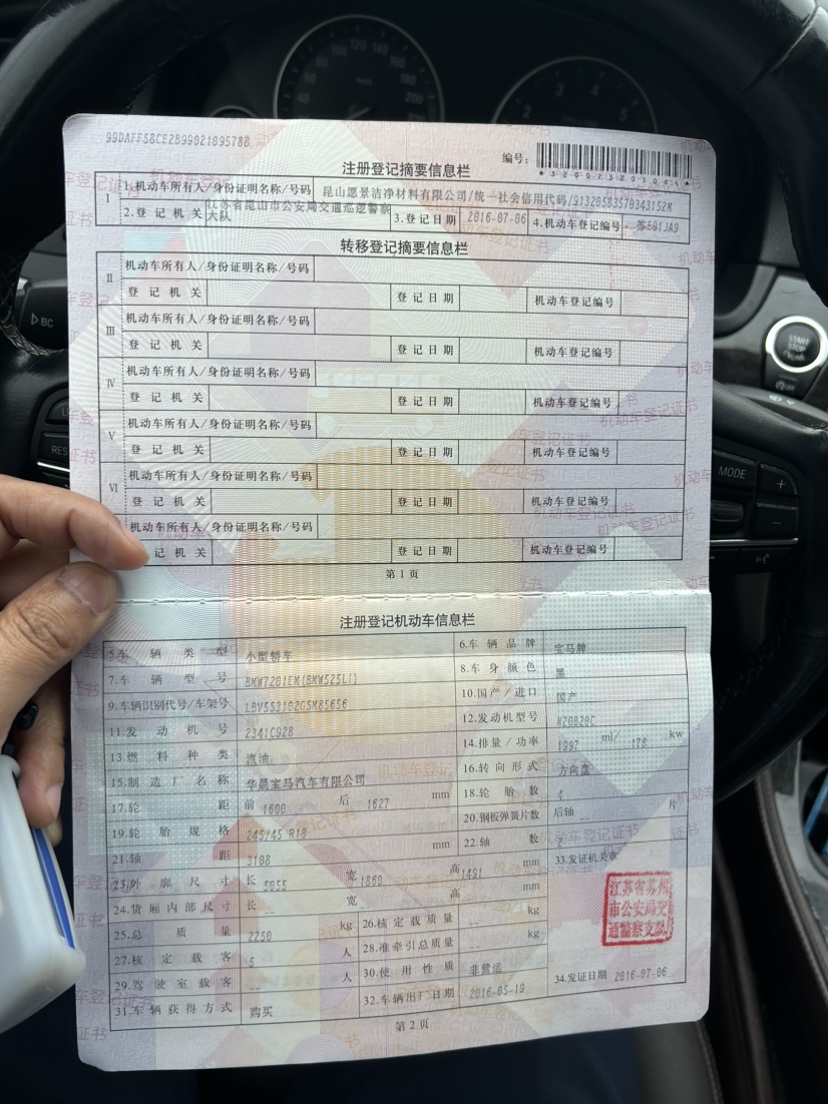 99DAFF58CE2B99021895788
编号：
*320023205004*
注册登记摘要信息栏
I 1.机动车所有人/身份证明名称/号码 昆山愿景洁净材料有限公司/统一社会信用代码/91320583578343152M
2.登记机关 江苏省昆山市公安局交通巡逻警察大队 3.登记日期 2016-07-06 4.机动车登记编号 苏E01JA9
转移登记摘要信息栏
II 机动车所有人/身份证明名称/号码
登记机关 登记日期 机动车登记编号
III 机动车所有人/身份证明名称/号码
登记机关 登记日期 机动车登记编号
IV 机动车所有人/身份证明名称/号码
登记机关 登记日期 机动车登记编号
V 机动车所有人/身份证明名称/号码
登记机关 登记日期 机动车登记编号
VI 机动车所有人/身份证明名称/号码
登记机关 登记日期 机动车登记编号
机动车所有人/身份证明名称/号码
记机关 登记日期 机动车登记编号
第1页
注册登记机动车信息栏
5.车辆类型 小型轿车 6.车辆品牌 宝马牌
7.车辆型号 BMW7201EM(BMW525LI) 8.车身颜色 黑
9.车辆识别代号/车架号 LBV5S3102GSM85656 10.国产/进口 国产
11.发动机号 2341C928 12.发动机型号 N20B20C
13.燃料种类 汽油 14.排量/功率 1997 ml/ 178 kw
15.制造厂名称 华晨宝马汽车有限公司 16.转向形式 方向盘
17.轮距 前 1600 后 1627 mm 18.轮胎数 4
19.轮胎规格 245/45 R18 20.钢板弹簧片数 后轴 -- 片
21.轴距 3108 mm 22.轴数 2
23.外廓尺寸 长 5055 宽 1868 高 1491 mm 33.发证机关章
24.货厢内部尺寸 长 -- 宽 高 mm
25.总质量 2250 kg 26.核定载质量 -- kg
27.核定载客 5 人 28.准牵引总质量 -- kg
29.驾驶室载客 -- 人 30.使用性质 非营运
31.车辆获得方式 购买 32.车辆出厂日期 2016-05-19 34.发证日期 2016-07-06
江苏省苏州
市公安局交
通警察支队
第2页
START
STOP
MODE
BC
RES
+
-